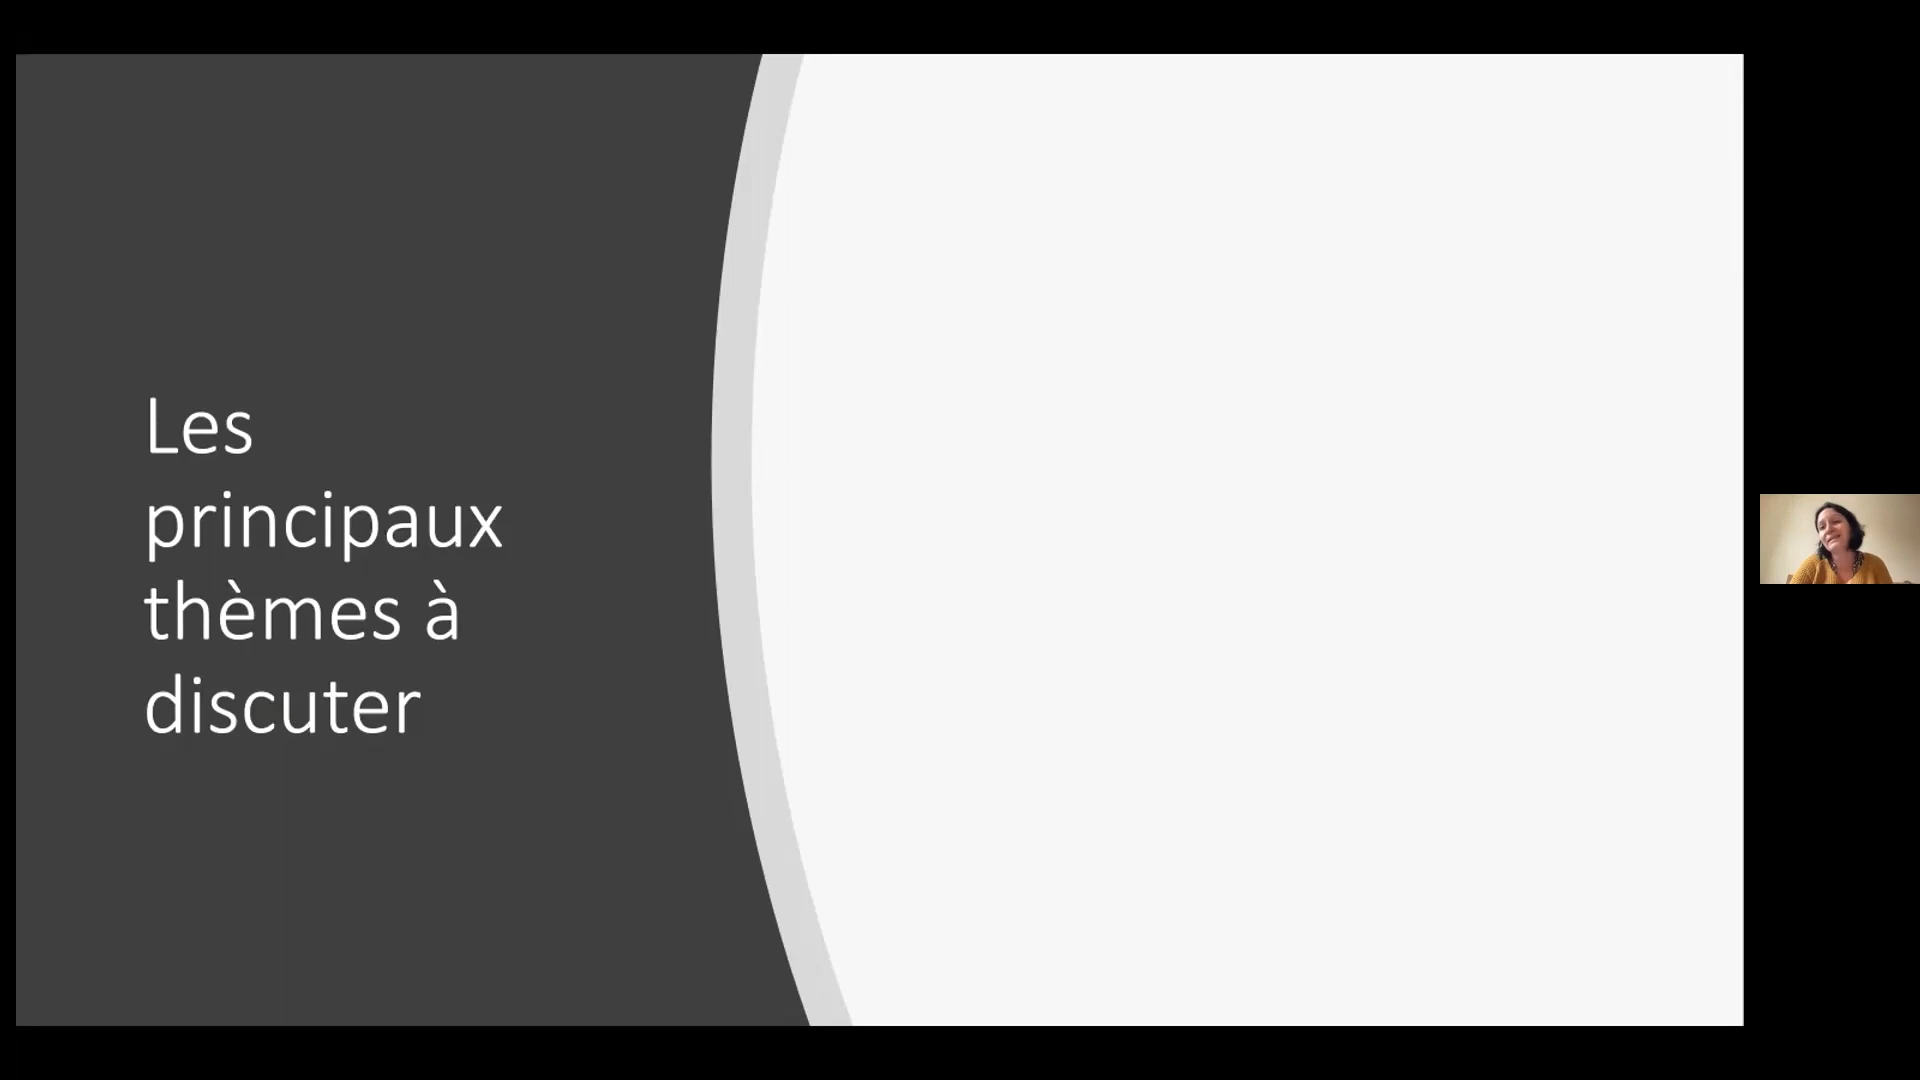 Les
principaux
thèmes à
discuter